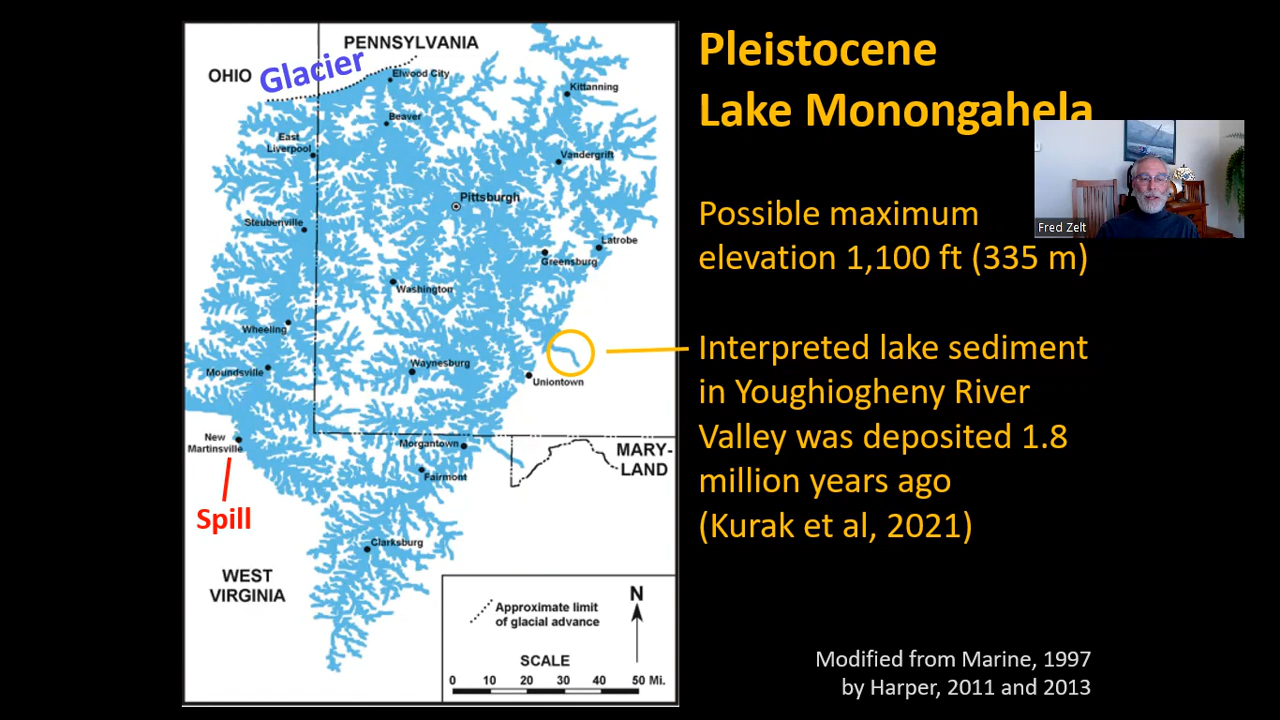 PENNSYLVANIA
OHIO
Glacier
Elwood City
Kittanning
Beaver
East
Liverpool
Vandergrift
Pittsburgh
Steubenville
Latrobe
Greensburg
Washington
Wheeling
Waynesburg
Moundsville
Uniontown
New
Martinsville
Morgantown
MARY-
LAND
Fairmont
Spill
Clarksburg
WEST
VIRGINIA
N
Approximate limit
of glacial advance
SCALE
0 10 20 30 40 50 Mi.
Pleistocene
Lake Monongahela
Fred Zelt
Possible maximum
elevation 1,100 ft (335 m)
Interpreted lake sediment
in Youghiogheny River
Valley was deposited 1.8
million years ago
(Kurak et al, 2021)
Modified from Marine, 1997
by Harper, 2011 and 2013